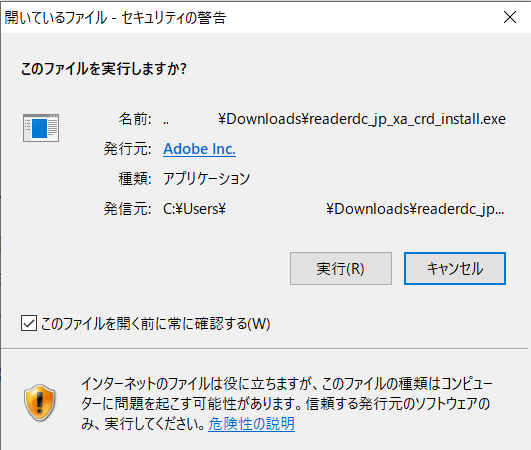 開いているファイル - セキュリティの警告
このファイルを実行しますか?
名前: .. ¥Downloads¥readerdc_jp_xa_crd_install.exe
発行元: Adobe Inc.
種類: アプリケーション
発信元: C:¥Users¥ ¥Downloads¥readerdc_jp...
実行(R) キャンセル
このファイルを開く前に常に確認する(W)
インターネットのファイルは役に立ちますが、このファイルの種類はコンピュー
ターに問題を起こす可能性があります。信頼する発行元のソフトウェアの
み、実行してください。危険性の説明